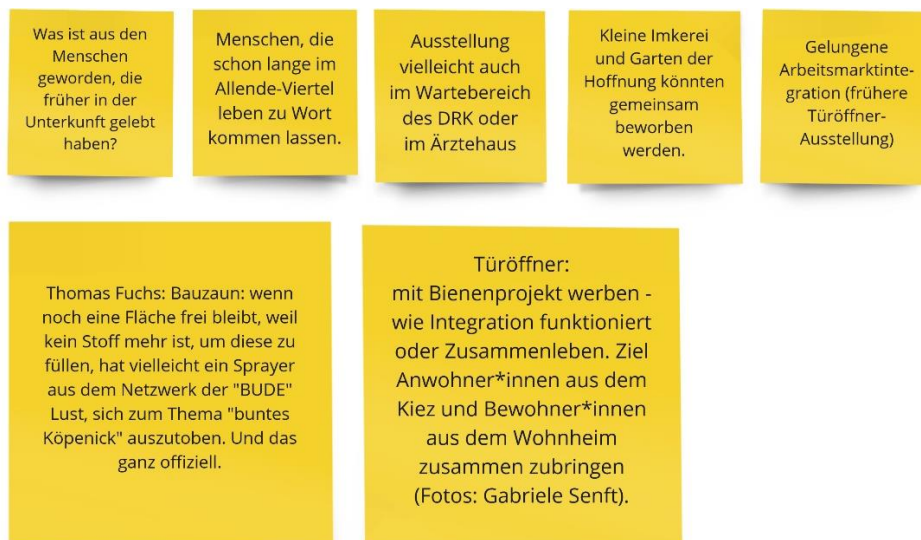 Was ist aus den
Menschen
geworden, die
früher in der
Unterkunft gelebt
haben?
Menschen, die
schon lange im
Allende-Viertel
leben zu Wort
kommen lassen.
Ausstellung
vielleicht auch
im Wartebereich
des DRK oder
im Ärztehaus
Kleine Imkerei
und Garten der
Hoffnung könnten
gemeinsam
beworben
werden.
Gelungene
Arbeitsmarktinte-
gration (frühere
Türöffner-
Ausstellung)
Thomas Fuchs: Bauzaun: wenn
noch eine Fläche frei bleibt, weil
kein Stoff mehr ist, um diese zu
füllen, hat vielleicht ein Sprayer
aus dem Netzwerk der "BUDE"
Lust, sich zum Thema "buntes
Köpenick" auszutoben. Und das
ganz offiziell.
Türöffner:
mit Bienenprojekt werben -
wie Integration funktioniert
oder Zusammenleben. Ziel
Anwohner*innen aus dem
Kiez und Bewohner*innen
aus dem Wohnheim
zusammen zubringen
(Fotos: Gabriele Senft).